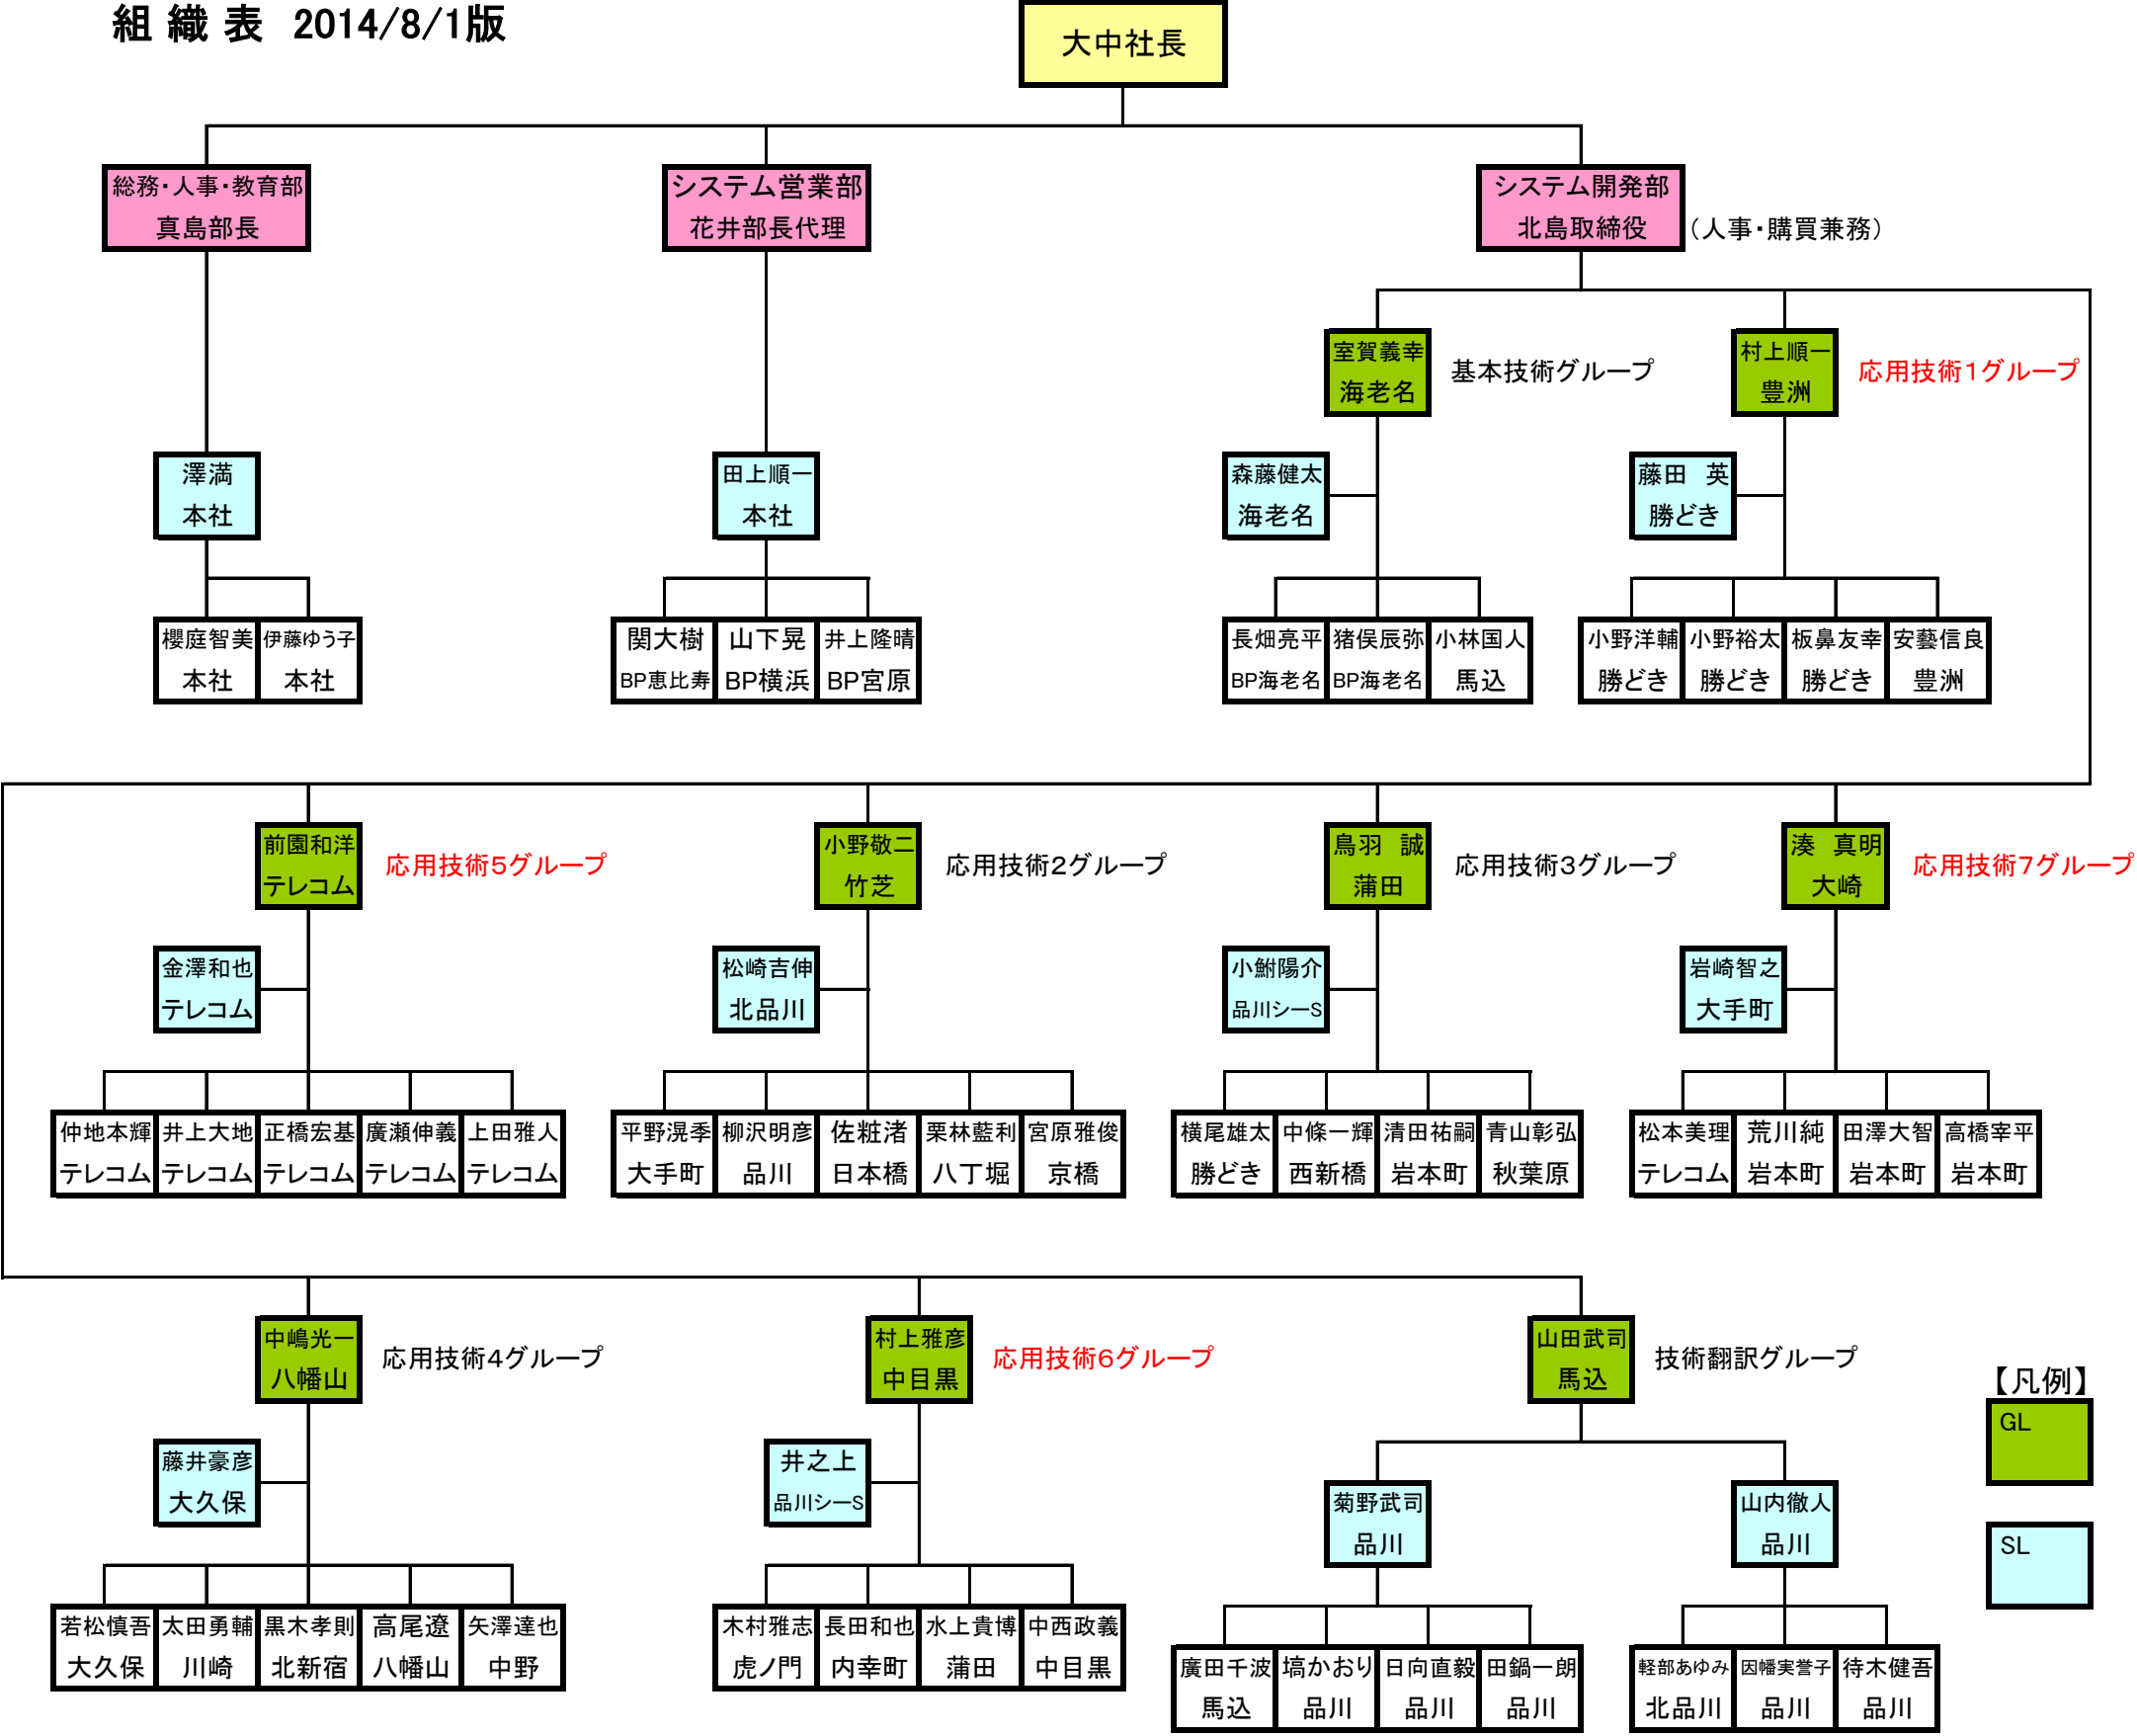 組 織 表 2014/8/1版
大中社長
総務・人事・教育部
真島部長
システム営業部
花井部長代理
システム開発部
北島取締役
（人事・購買兼務）
室賀義幸
海老名
基本技術グループ
村上順一
豊洲
応用技術1グループ
澤満
本社
田上順一
本社
森藤健太
海老名
藤田　英
勝どき
櫻庭智美
本社
伊藤ゆう子
本社
関大樹
BP恵比寿
山下晃
BP横浜
井上隆晴
BP宮原
長畑亮平
BP海老名
猪俣辰弥
BP海老名
小林国人
馬込
小野洋輔
勝どき
小野裕太
勝どき
板鼻友幸
勝どき
安藝信良
豊洲
前園和洋
テレコム
応用技術5グループ
小野敬二
竹芝
応用技術2グループ
鳥羽　誠
蒲田
応用技術3グループ
湊　真明
大崎
応用技術7グループ
金澤和也
テレコム
松崎吉伸
北品川
小鮒陽介
品川シーS
岩崎智之
大手町
仲地本輝
テレコム
井上大地
テレコム
正橋宏基
テレコム
廣瀬伸義
テレコム
上田雅人
テレコム
平野滉季
大手町
柳沢明彦
品川
佐粧渚
日本橋
栗林藍利
八丁堀
宮原雅俊
京橋
横尾雄太
勝どき
中條一輝
西新橋
清田祐嗣
岩本町
青山彰弘
秋葉原
松本美理
テレコム
荒川純
岩本町
田澤大智
岩本町
高橋宰平
岩本町
中嶋光一
八幡山
応用技術4グループ
村上雅彦
中目黒
応用技術6グループ
山田武司
馬込
技術翻訳グループ
【凡例】
GL
SL
藤井豪彦
大久保
井之上
品川シーS
菊野武司
品川
山内徹人
品川
若松慎吾
大久保
太田勇輔
川崎
黒木孝則
北新宿
高尾遼
八幡山
矢澤達也
中野
木村雅志
虎ノ門
長田和也
内幸町
水上貴博
蒲田
中西政義
中目黒
廣田千波
馬込
塙かおり
品川
日向直毅
品川
田鍋一朗
品川
軽部あゆみ
北品川
因幡実誉子
品川
待木健吾
品川